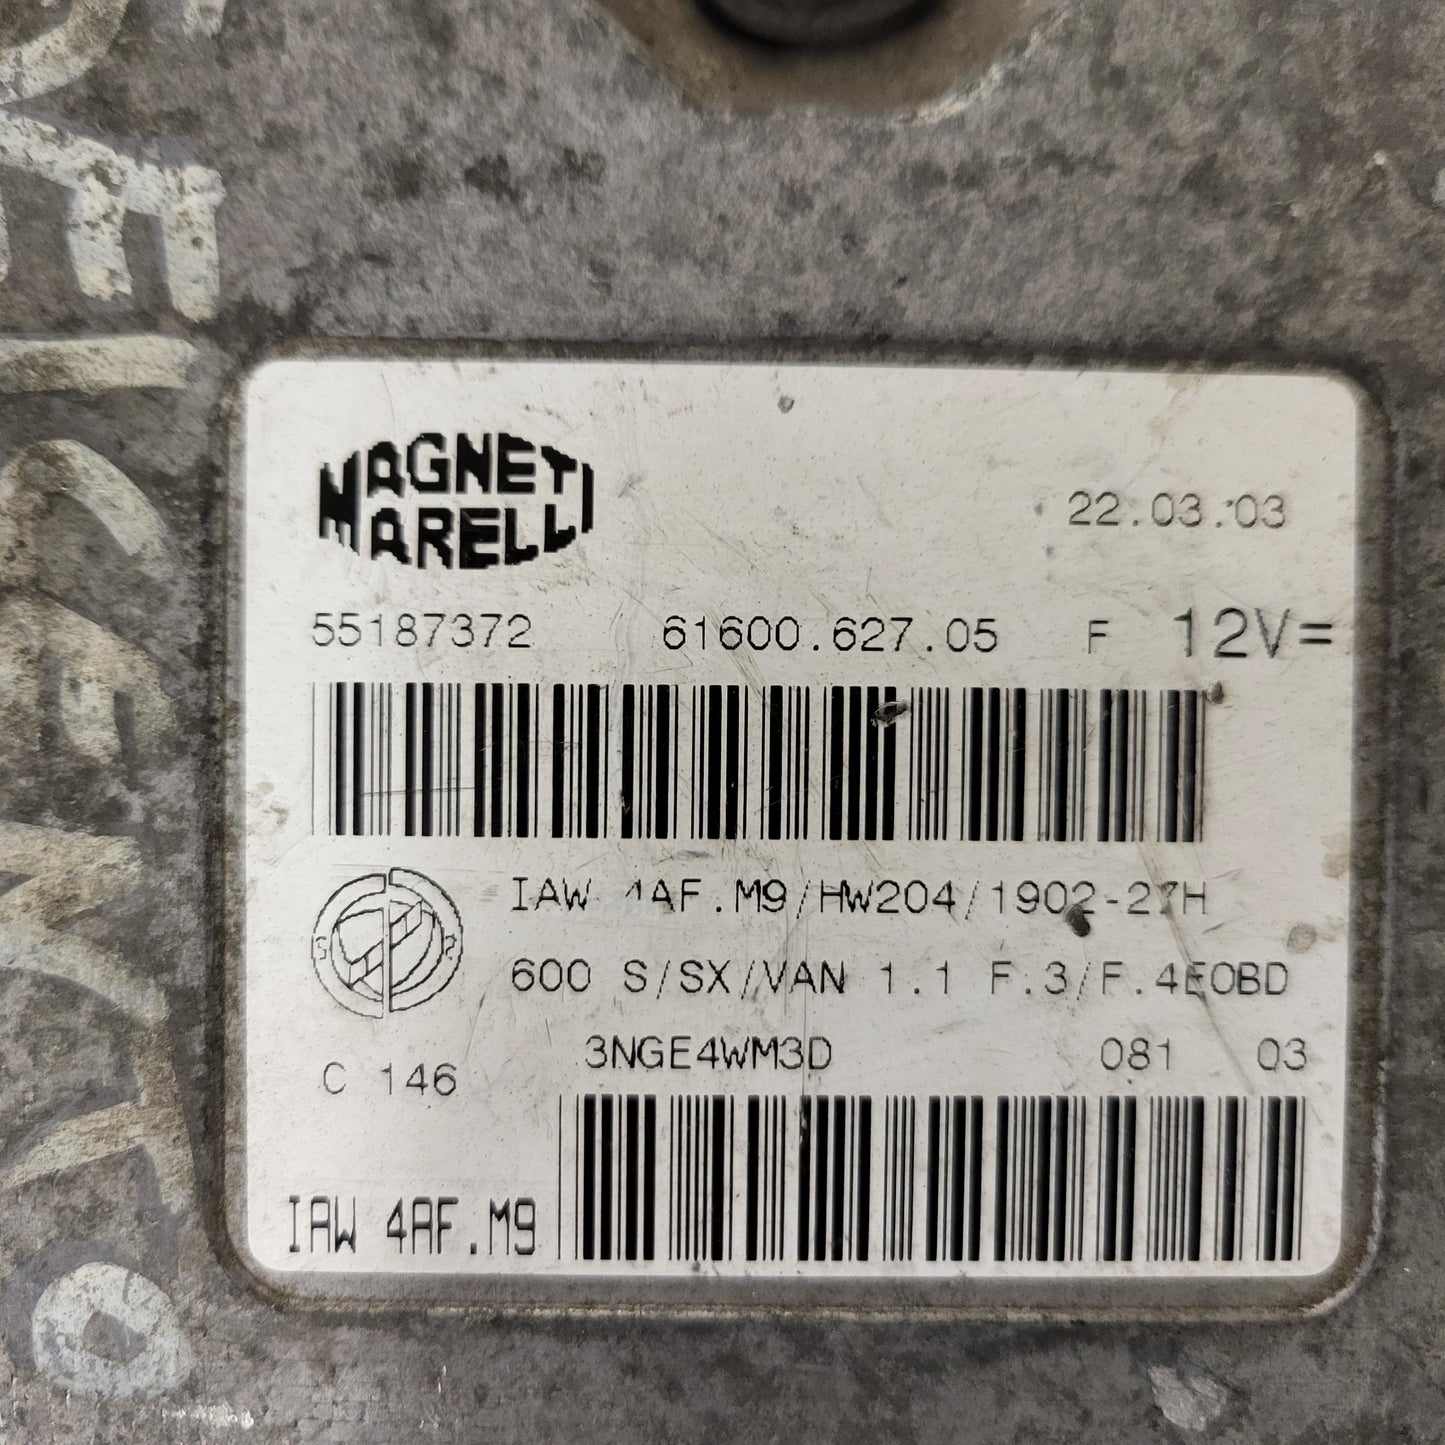 MAGNETI
MARELLI
22.03.03
55187372 61600.627.05 F 12V=
IAW 4AF.M9/HW204/1902-27H
600 S/SX/VAN 1.1 F.3/F.4EOBD
3NGE4WM3D 081 03
C 146
IAW 4AF.M9